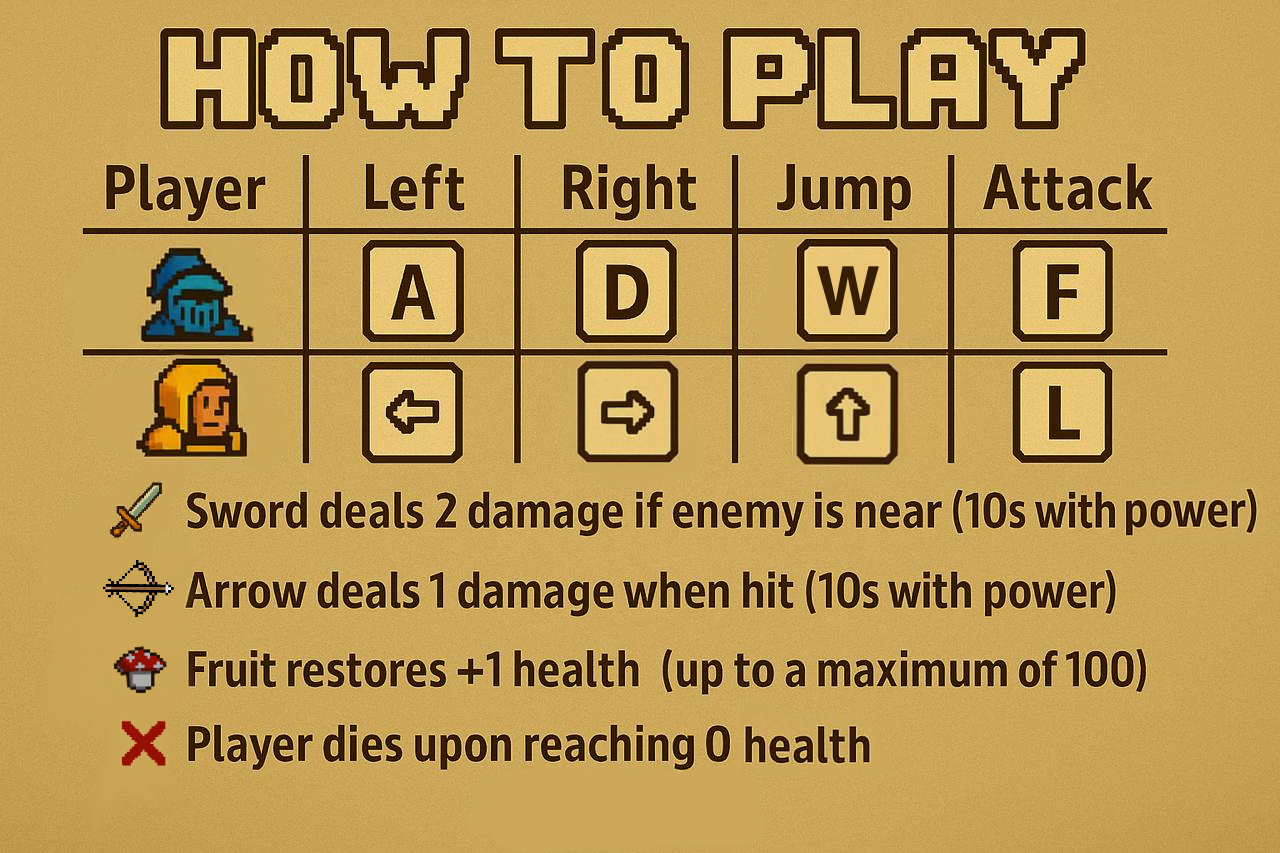 HOW TO PLAY
Player Left Right Jump Attack
A D W F
← → ↑ L
Sword deals 2 damage if enemy is near (10s with power)
Arrow deals 1 damage when hit (10s with power)
Fruit restores +1 health (up to a maximum of 100)
Player dies upon reaching 0 health